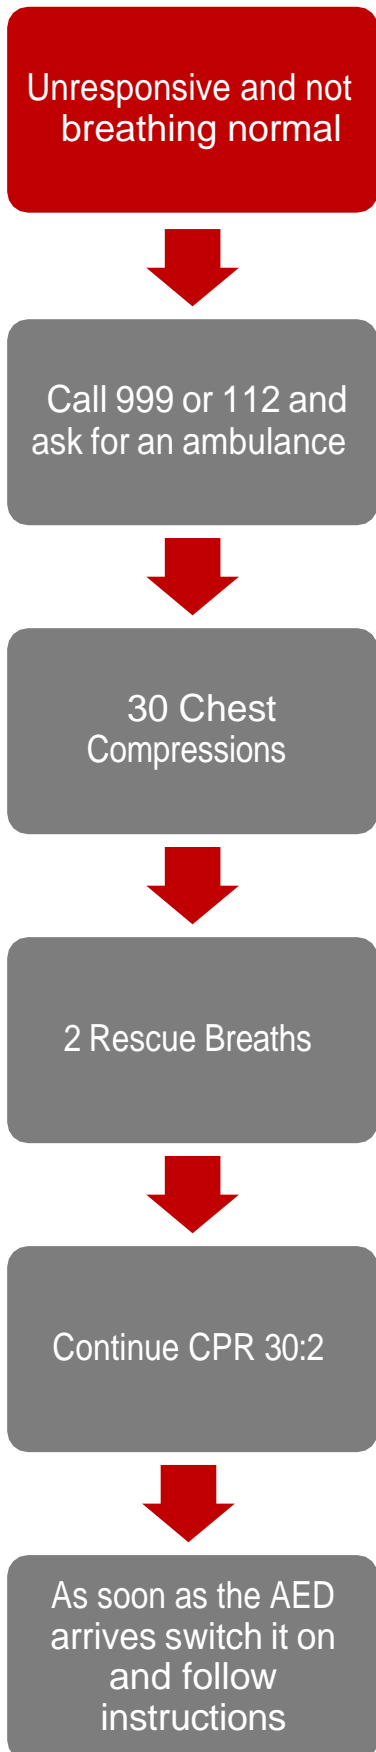 Unresponsive and not
breathing normal
Call 999 or 112 and
ask for an ambulance
30 Chest
Compressions
2 Rescue Breaths
Continue CPR 30:2
As soon as the AED
arrives switch it on
and follow
instructions